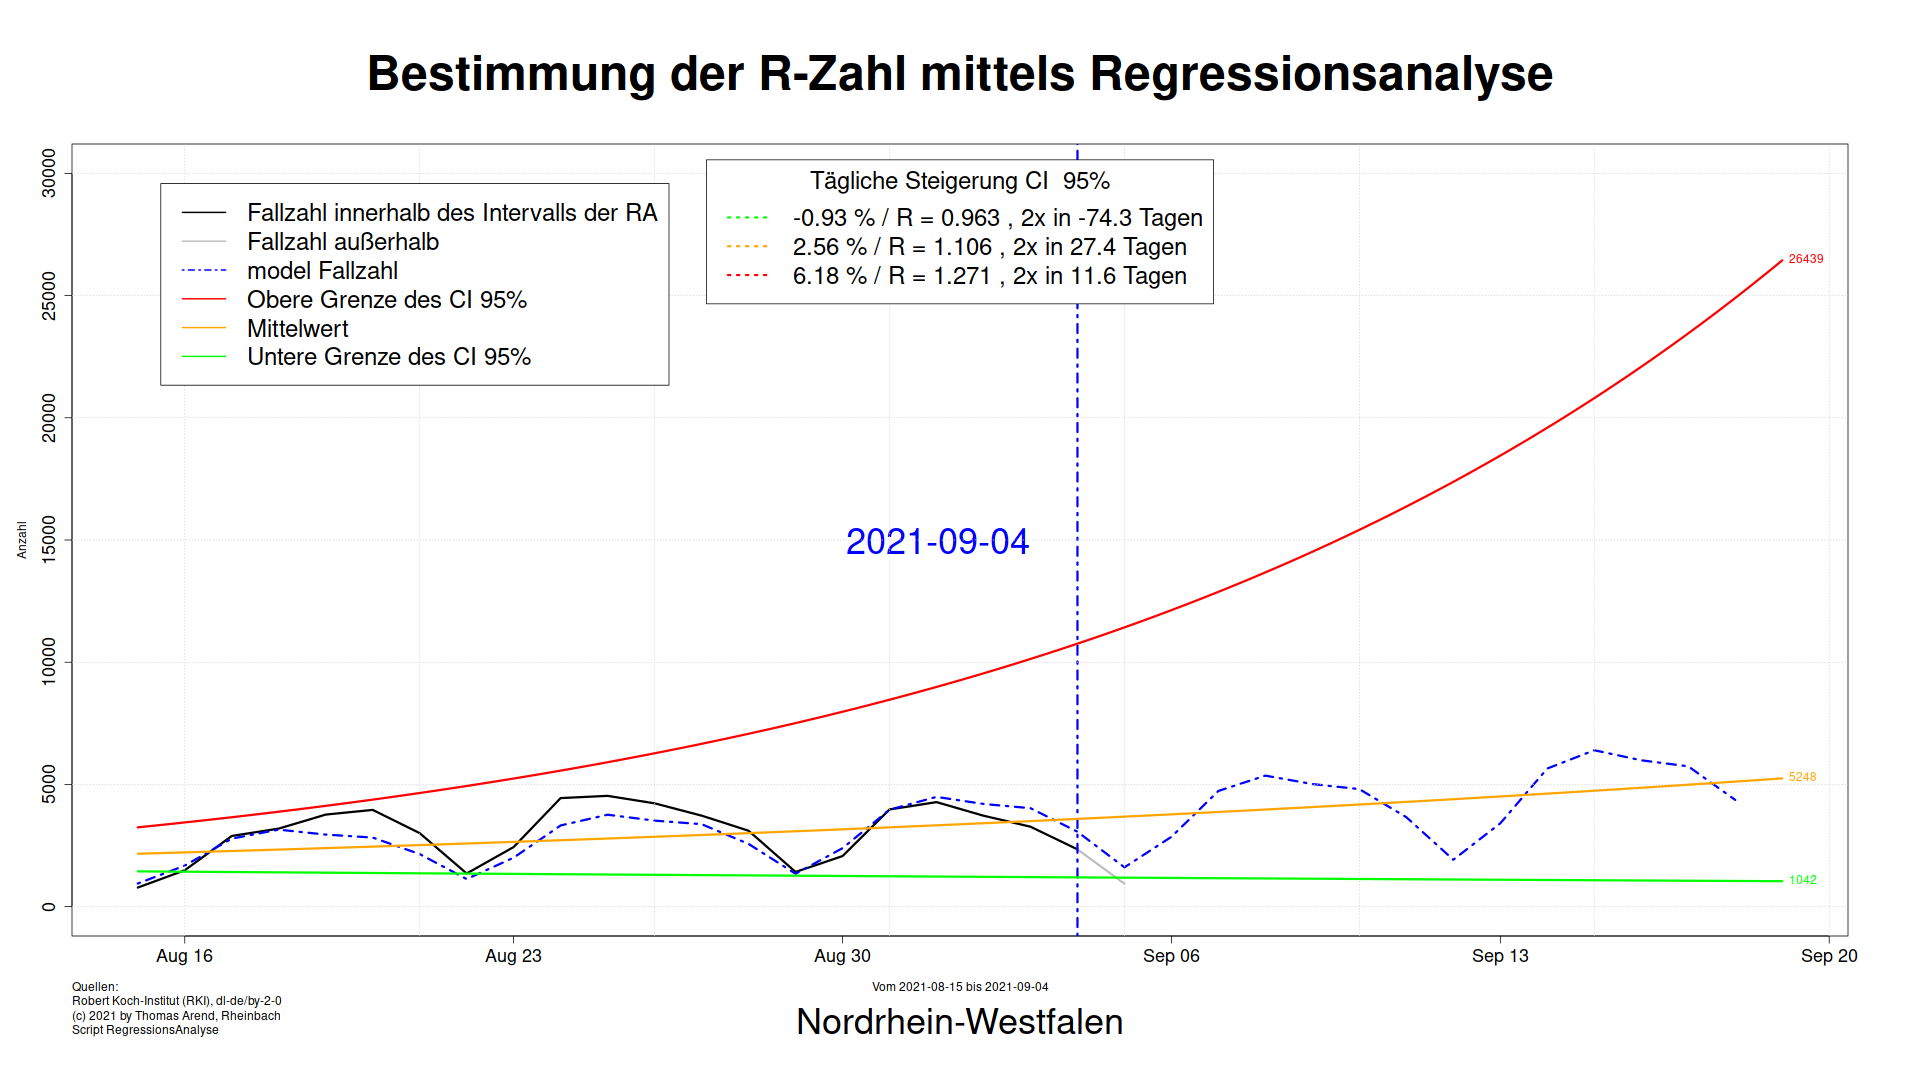 Bestimmung der R-Zahl mittels Regressionsanalyse
Fallzahl innerhalb des Intervalls der RA
Fallzahl außerhalb
model Fallzahl
Obere Grenze des CI 95%
Mittelwert
Untere Grenze des CI 95%
Tägliche Steigerung CI  95%
-0.93 % / R = 0.963 , 2x in -74.3 Tagen
2.56 % / R = 1.106 , 2x in 27.4 Tagen
6.18 % / R = 1.271 , 2x in 11.6 Tagen
30000
25000
20000
15000
10000
5000
0
Anzahl
2021-09-04
26439
5248
1042
Aug 16
Aug 23
Aug 30
Sep 06
Sep 13
Sep 20
Quellen:
Robert Koch-Institut (RKI), dl-de/by-2-0
(c) 2021 by Thomas Arend, Rheinbach
Script RegressionsAnalyse
Vom 2021-08-15 bis 2021-09-04
Nordrhein-Westfalen